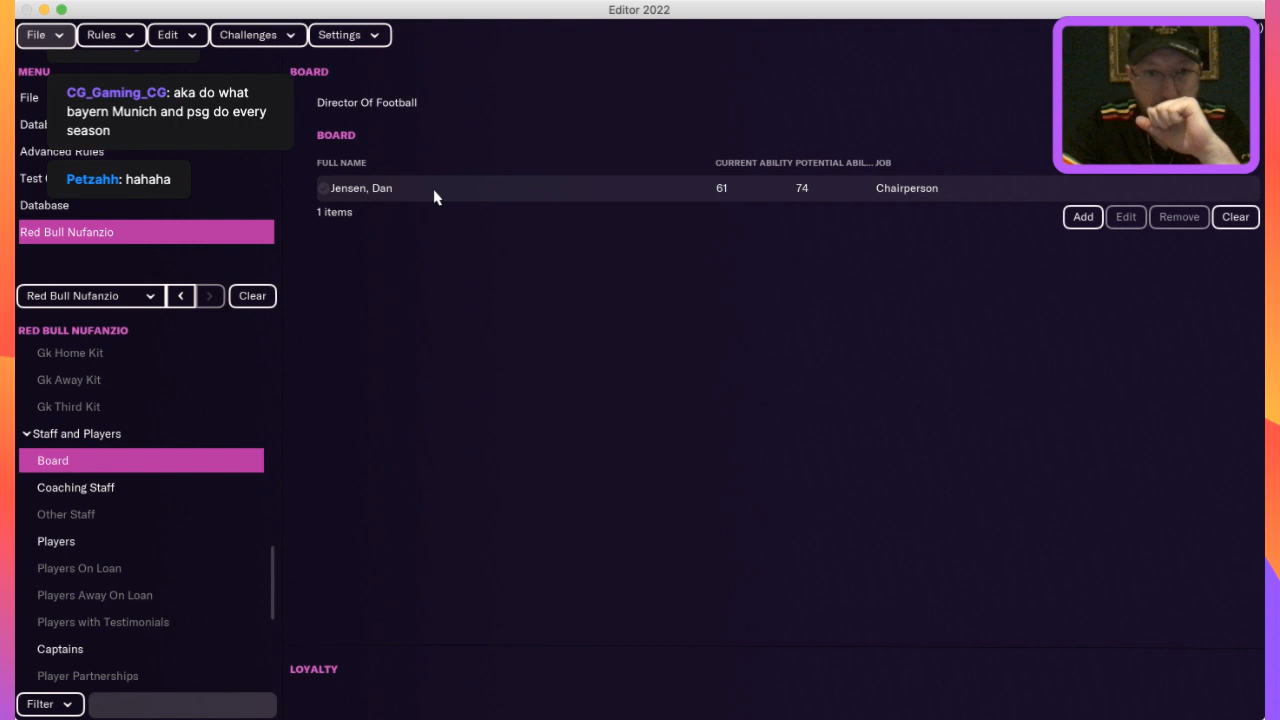 Editor 2022
File
Rules
Edit
Challenges
Settings
MENU
File
Advanced Rules
Database
Red Bull Nufanzio
CG_Gaming_CG: aka do what
bayern Munich and psg do every
season
Petzahh: hahaha
Red Bull Nufanzio
Clear
RED BULL NUFANZIO
Gk Home Kit
Gk Away Kit
Gk Third Kit
Staff and Players
Board
Coaching Staff
Other Staff
Players
Players On Loan
Players Away On Loan
Players with Testimonials
Captains
Player Partnerships
Filter
BOARD
Director Of Football
BOARD
FULL NAME CURRENT ABILITY POTENTIAL ABIL... JOB
Jensen, Dan 61 74 Chairperson
1 items
Add Edit Remove Clear
LOYALTY